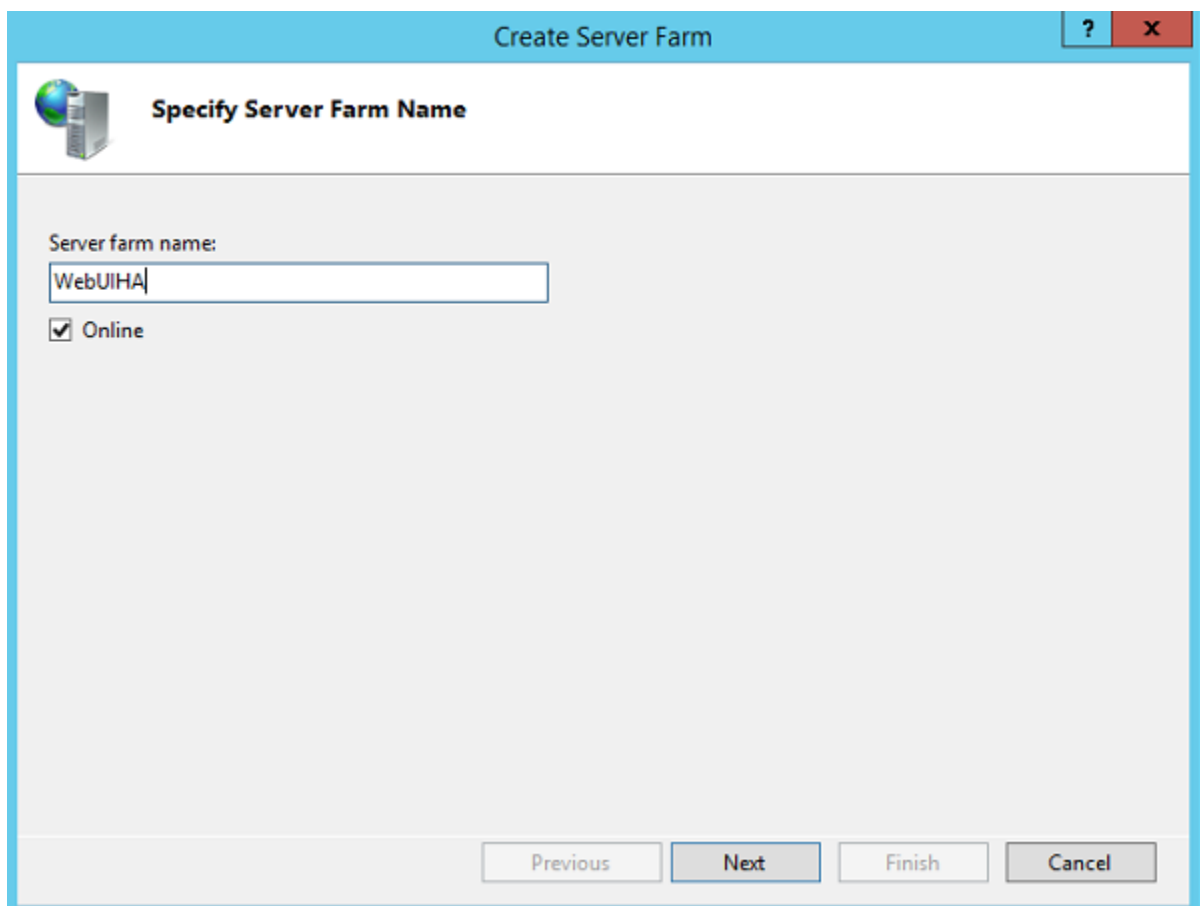 Create Server Farm
?
x
Specify Server Farm Name
Server farm name:
WebUIHA
Online
Previous Next Finish Cancel